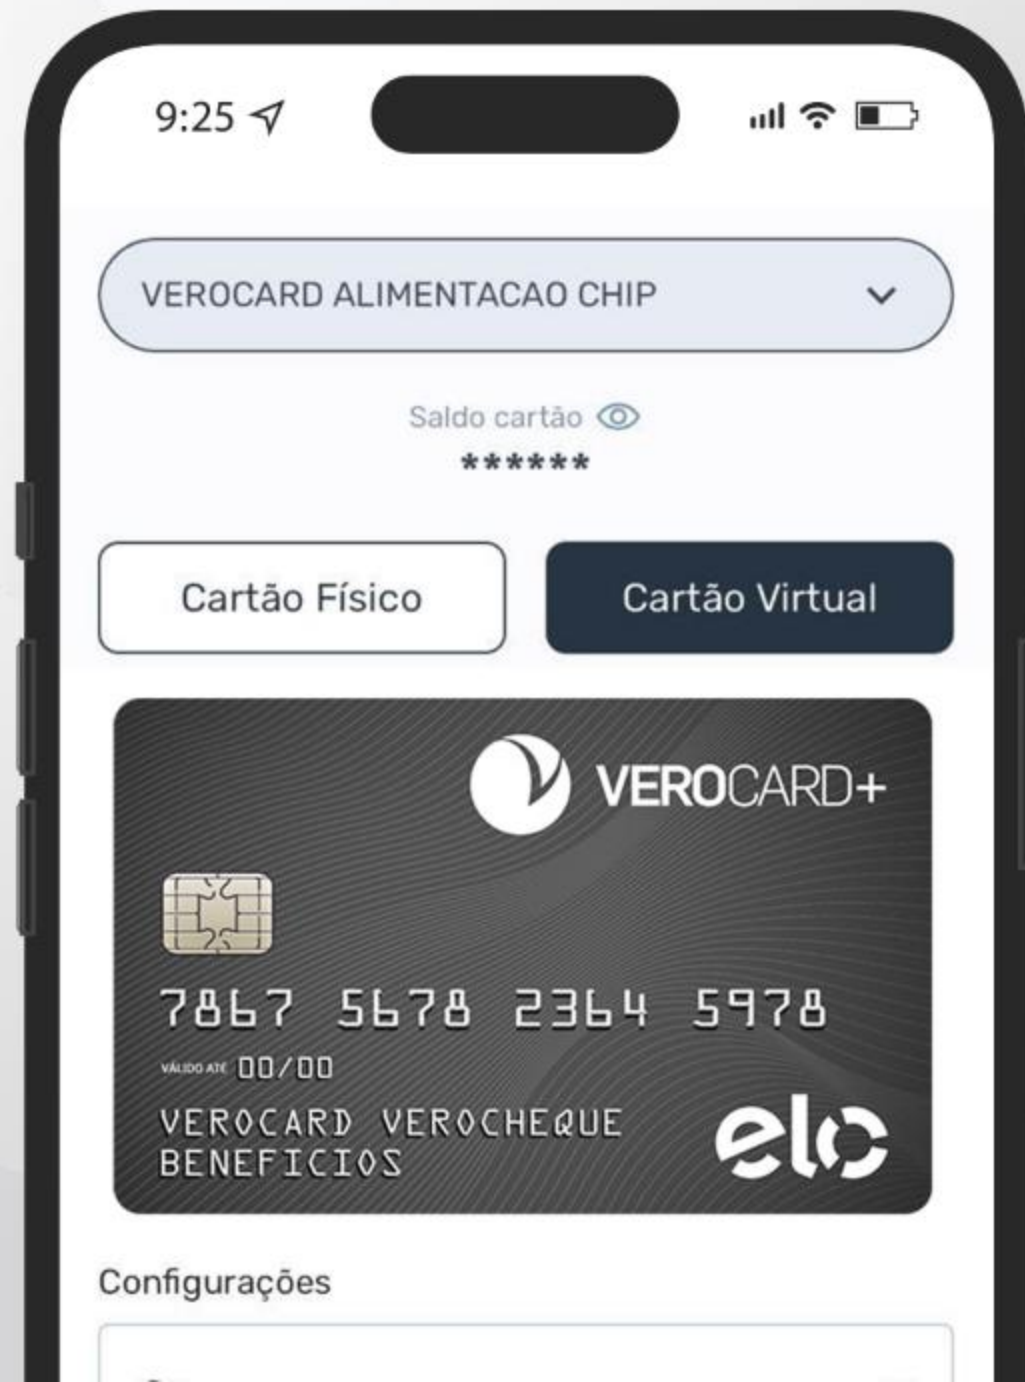 9:25
VEROCARD ALIMENTACAO CHIP
Saldo cartão
******
Cartão Físico
Cartão Virtual
VEROCARD+
7867 5678 2364 5978
VÁLIDO ATÉ 00/00
VEROCARD VEROCHEQUE
BENEFICIOS
elo
Configurações